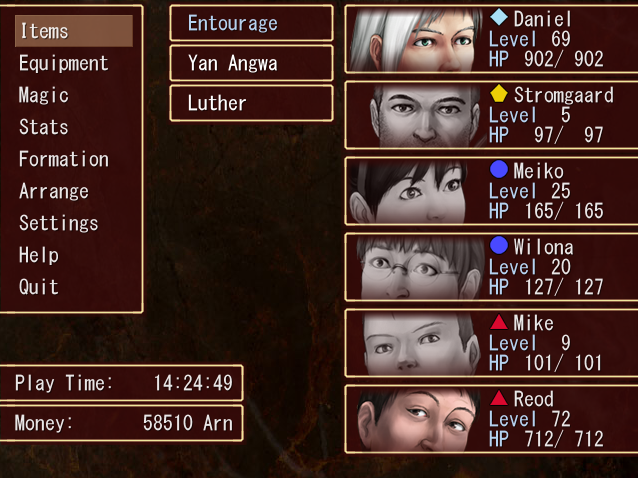 Items
Equipment
Magic
Stats
Formation
Arrange
Settings
Help
Quit
Entourage
Yan Angwa
Luther
Daniel
Level 69
HP 902/ 902
Stromgaard
Level 5
HP 97/ 97
Meiko
Level 25
HP 165/ 165
Wilona
Level 20
HP 127/ 127
Mike
Level 9
HP 101/ 101
Reod
Level 72
HP 712/ 712
Play Time: 14:24:49
Money: 58510 Arn